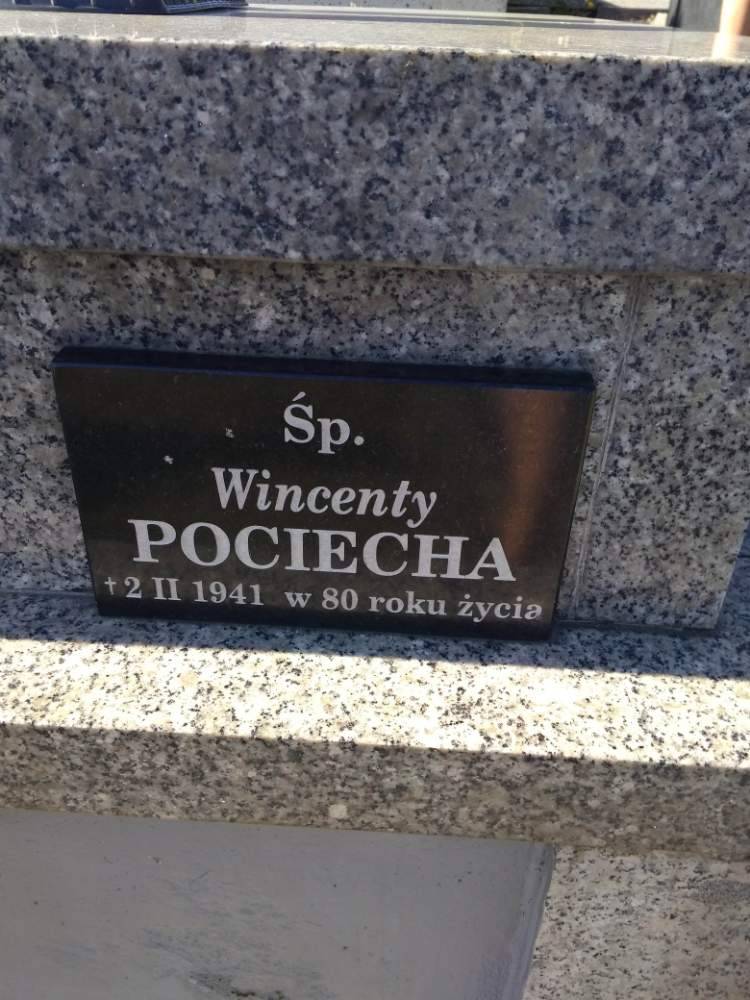 Śp.
Wincenty
POCIECHA
† 2 II 1941 w 80 roku życia